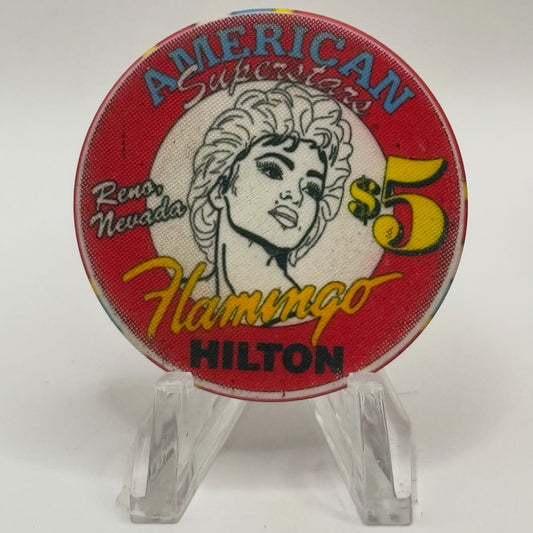 AMERICAN
Superstars
Reno,
Nevada
$5
Flamingo
HILTON